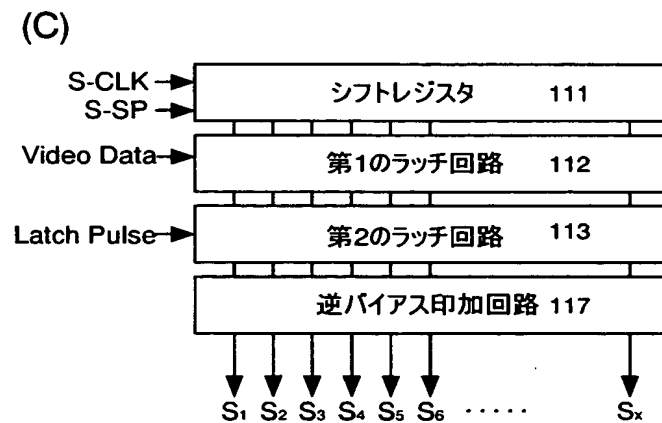 (C)
S-CLK
S-SP
シフトレジスタ 111
Video Data
第1のラッチ回路 112
Latch Pulse
第2のラッチ回路 113
逆バイアス印加回路 117
S1 S2 S3 S4 S5 S6 ····· Sx